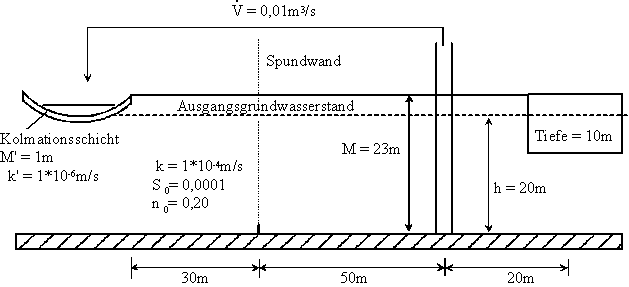 V̇ = 0,01m³/s
Spundwand
Ausgangsgrundwasserstand
Kolmationsschicht
M' = 1m
k' = 1*10⁻⁶m/s
M = 23m
Tiefe = 10m
k = 1*10⁻⁴m/s
S₀= 0,0001
n₀= 0,20
h = 20m
30m
50m
20m